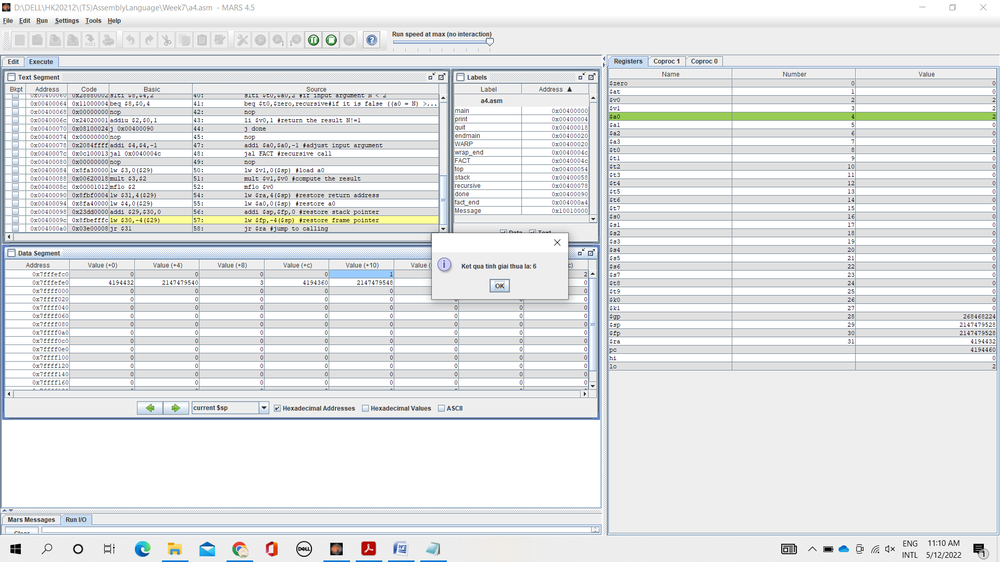 D:\DELL\HK20212\(T5)AssemblyLanguage\Week7\a4.asm - MARS 4.5
File Edit Run Settings Tools Help
Run speed at max (no interaction)
Edit Execute
Text Segment
Bkpt Address Code Basic Source
0x00400060 0x28880002 slti $8,$4,2 40: slti $t0,$a0,2 #if input argument N < 2
0x00400064 0x11000004 beq $8,$0,4 41: beq $t0,$zero,recursive#if it is false ((a0 = N) >...
0x00400068 0x00000000 nop 42: nop
0x0040006c 0x24020001 addiu $2,$0,1 43: li $v0,1 #return the result N!=1
0x00400070 0x08100024 j 0x00400090 44: j done
0x00400074 0x00000000 nop 45: nop
0x00400078 0x2084ffff addi $4,$4,-1 47: addi $a0,$a0,-1 #adjust input argument
0x0040007c 0x0c100013 jal 0x0040004c 48: jal FACT #recursive call
0x00400080 0x00000000 nop 49: nop
0x00400084 0x8fa30000 lw $3,0($29) 50: lw $v1,0($sp) #load a0
0x00400088 0x00620018 mult $3,$2 51: mult $v1,$v0 #compute the result
0x0040008c 0x00001012 mflo $2 52: mflo $v0
0x00400090 0x8fbf0004 lw $31,4($29) 54: lw $ra,4($sp) #restore return address
0x00400094 0x8fa40000 lw $4,0($29) 55: lw $a0,0($sp) #restore a0
0x00400098 0x23dd0000 addi $29,$30,0 56: addi $sp,$fp,0 #restore stack pointer
0x0040009c 0x8fbefffc lw $30,-4($29) 57: lw $fp,-4($sp) #restore frame pointer
0x004000a0 0x03e00008 jr $31 58: jr $ra #jump to calling
Labels
Label Address ▲
a4.asm
main 0x00400000
print 0x00400004
quit 0x00400018
endmain 0x00400020
WARP 0x00400020
wrap_end 0x0040004c
FACT 0x0040004c
top 0x00400054
stack 0x00400058
recursive 0x00400078
done 0x00400090
fact_end 0x004000a4
Message 0x10010000
Data Text
Ket qua tinh giai thua la: 6
OK
Data Segment
Address Value (+0) Value (+4) Value (+8) Value (+c) Value (+10) Value ( c)
0x7fffefc0 0 0 0 0 1 2
0x7fffefe0 4194432 2147479540 3 4194360 2147479548 0
0x7ffff000 0 0 0 0 0 0
0x7ffff020 0 0 0 0 0 0 0 0
0x7ffff040 0 0 0 0 0 0 0 0
0x7ffff060 0 0 0 0 0 0 0 0
0x7ffff080 0 0 0 0 0 0 0 0
0x7ffff0a0 0 0 0 0 0 0 0 0
0x7ffff0c0 0 0 0 0 0 0 0 0
0x7ffff0e0 0 0 0 0 0 0 0 0
0x7ffff100 0 0 0 0 0 0 0 0
0x7ffff120 0 0 0 0 0 0 0 0
0x7ffff140 0 0 0 0 0 0 0 0
0x7ffff160 0 0 0 0 0 0 0 0
current $sp Hexadecimal Addresses Hexadecimal Values ASCII
Mars Messages Run I/O
Clear
Registers Coproc 1 Coproc 0
Name Number Value
$zero 0 0
$at 1 0
$v0 2 2
$v1 3 2
$a0 4 2
$a1 5 0
$a2 6 0
$a3 7 0
$t0 8 1
$t1 9 0
$t2 10 0
$t3 11 0
$t4 12 0
$t5 13 0
$t6 14 0
$t7 15 0
$s0 16 0
$s1 17 0
$s2 18 0
$s3 19 0
$s4 20 0
$s5 21 0
$s6 22 0
$s7 23 0
$t8 24 0
$t9 25 0
$k0 26 0
$k1 27 0
$gp 28 268468224
$sp 29 2147479528
$fp 30 2147479528
$ra 31 4194432
pc 4194460
hi 0
lo 2
DELL
ENG
INTL
11:10 AM
5/12/2022
1